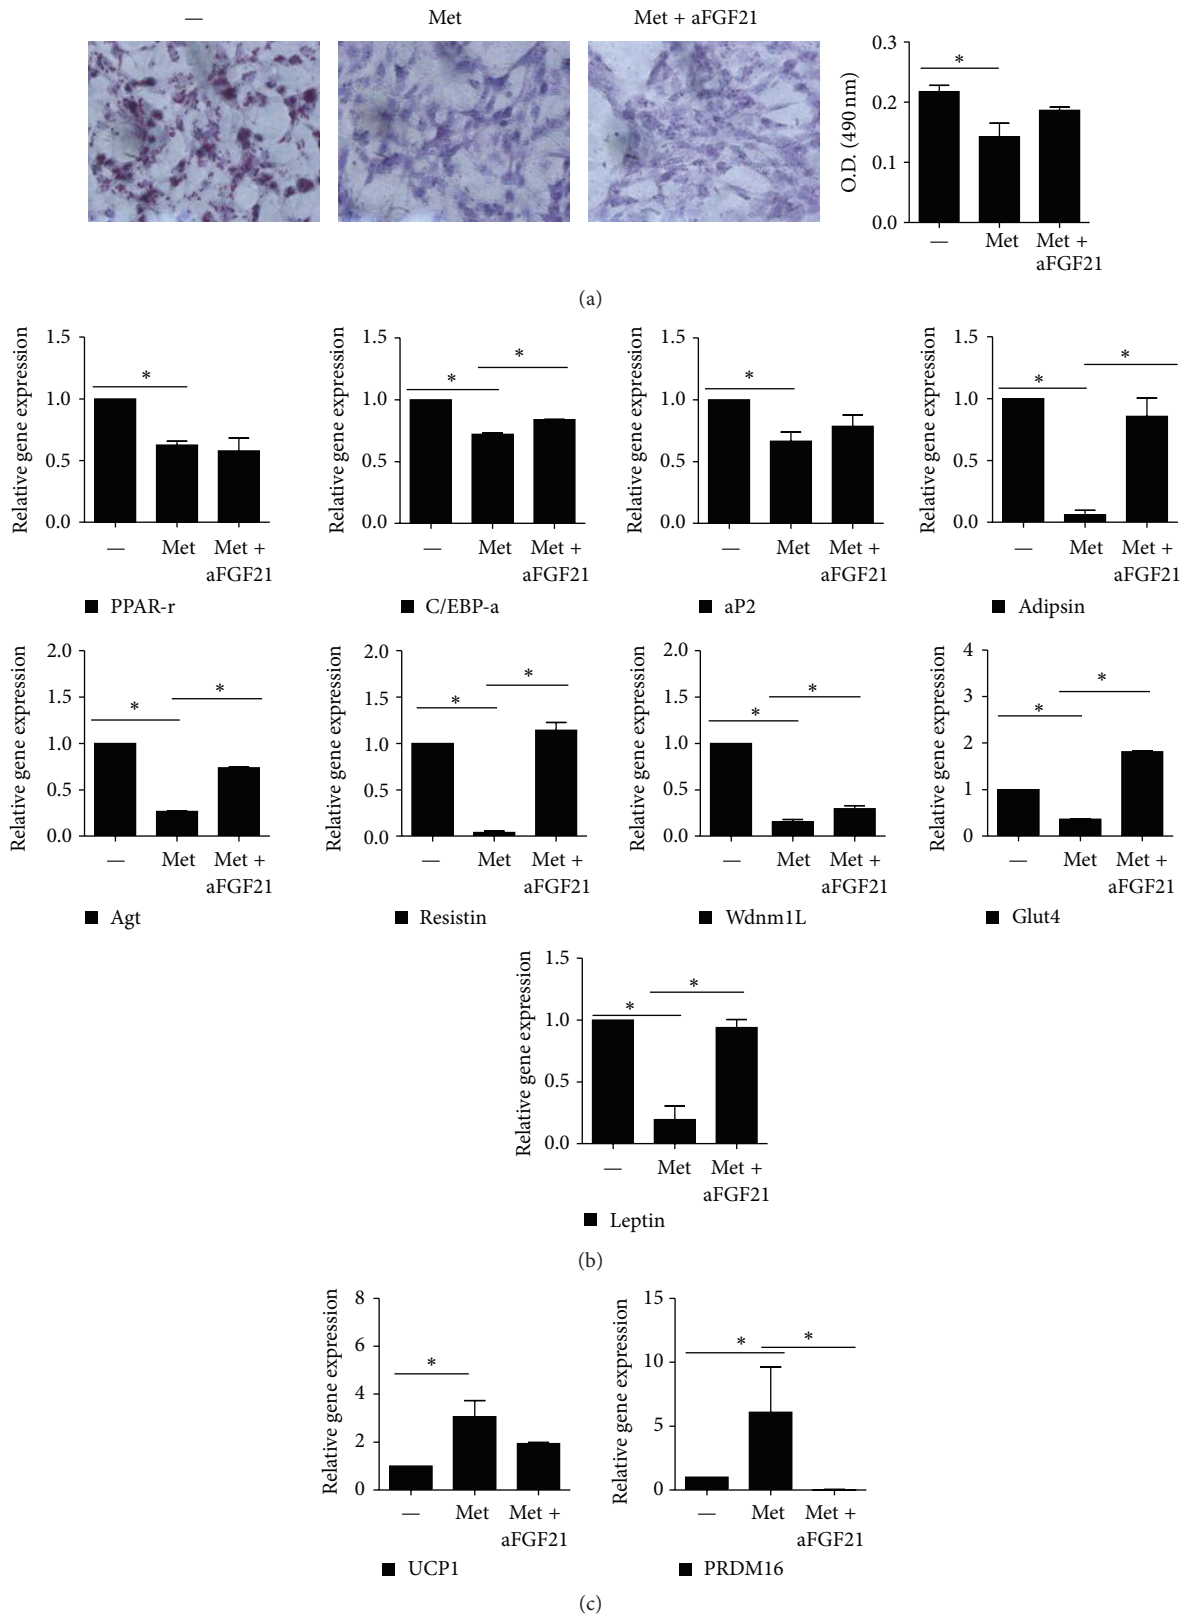 — Met Met + aFGF21
0.3
0.2
0.1
0.0
O.D. (490 nm)
*
— Met Met +
aFGF21
(a)
1.5
1.0
0.5
0.0
Relative gene expression
*
— Met Met +
aFGF21
PPAR-r
1.5
1.0
0.5
0.0
Relative gene expression
* *
— Met Met +
aFGF21
C/EBP-a
1.5
1.0
0.5
0.0
Relative gene expression
*
— Met Met +
aFGF21
aP2
1.5
1.0
0.5
0.0
Relative gene expression
* *
— Met Met +
aFGF21
Adipsin
2.0
1.5
1.0
0.5
0.0
Relative gene expression
* *
— Met Met +
aFGF21
Agt
2.0
1.5
1.0
0.5
0.0
Relative gene expression
* *
— Met Met +
aFGF21
Resistin
2.0
1.5
1.0
0.5
0.0
Relative gene expression
* *
— Met Met +
aFGF21
Wdnm1L
4
3
2
1
0
Relative gene expression
* *
— Met Met +
aFGF21
Glut4
1.5
1.0
0.5
0.0
Relative gene expression
* *
— Met Met +
aFGF21
Leptin
(b)
8
6
4
2
0
Relative gene expression
*
— Met Met +
aFGF21
UCP1
15
10
5
0
Relative gene expression
* *
— Met Met +
aFGF21
PRDM16
(c)